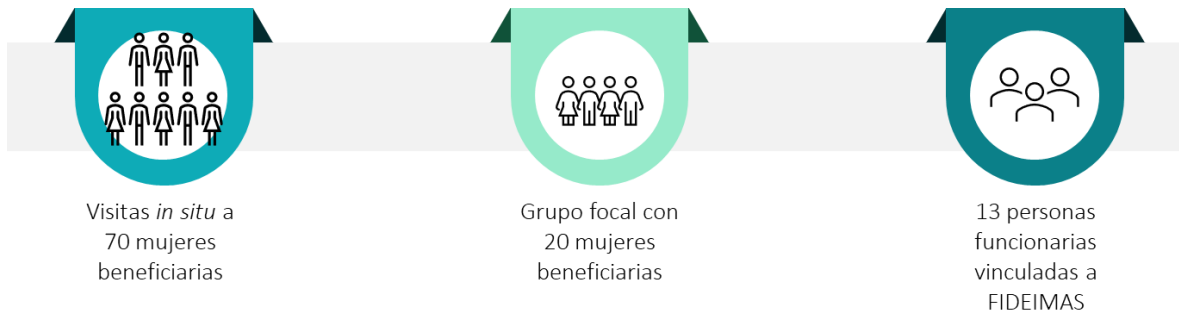 Visitas in situ a
70 mujeres
beneficiarias
Grupo focal con
20 mujeres
beneficiarias
13 personas
funcionarias
vinculadas a
FIDEIMAS